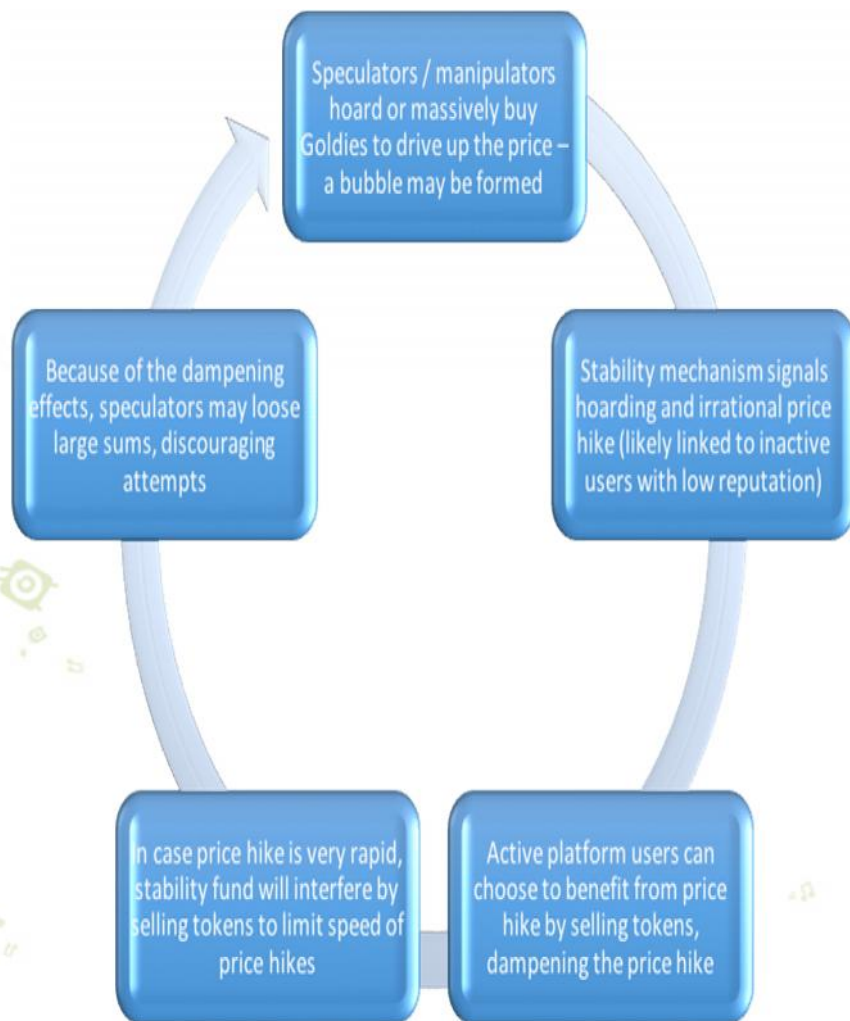 Speculators / manipulators
hoard or massively buy
Goldies to drive up the price –
a bubble may be formed
Stability mechanism signals
hoarding and irrational price
hike (likely linked to inactive
users with low reputation)
Active platform users can
choose to benefit from price
hike by selling tokens,
dampening the price hike
In case price hike is very rapid,
stability fund will interfere by
selling tokens to limit speed of
price hikes
Because of the dampening
effects, speculators may loose
large sums, discouraging
attempts